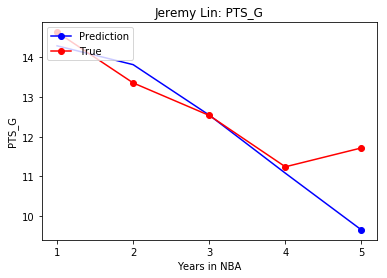 Jeremy Lin: PTS_G
Prediction
True
14
13
12
11
10
PTS_G
1
2
3
4
5
Years in NBA